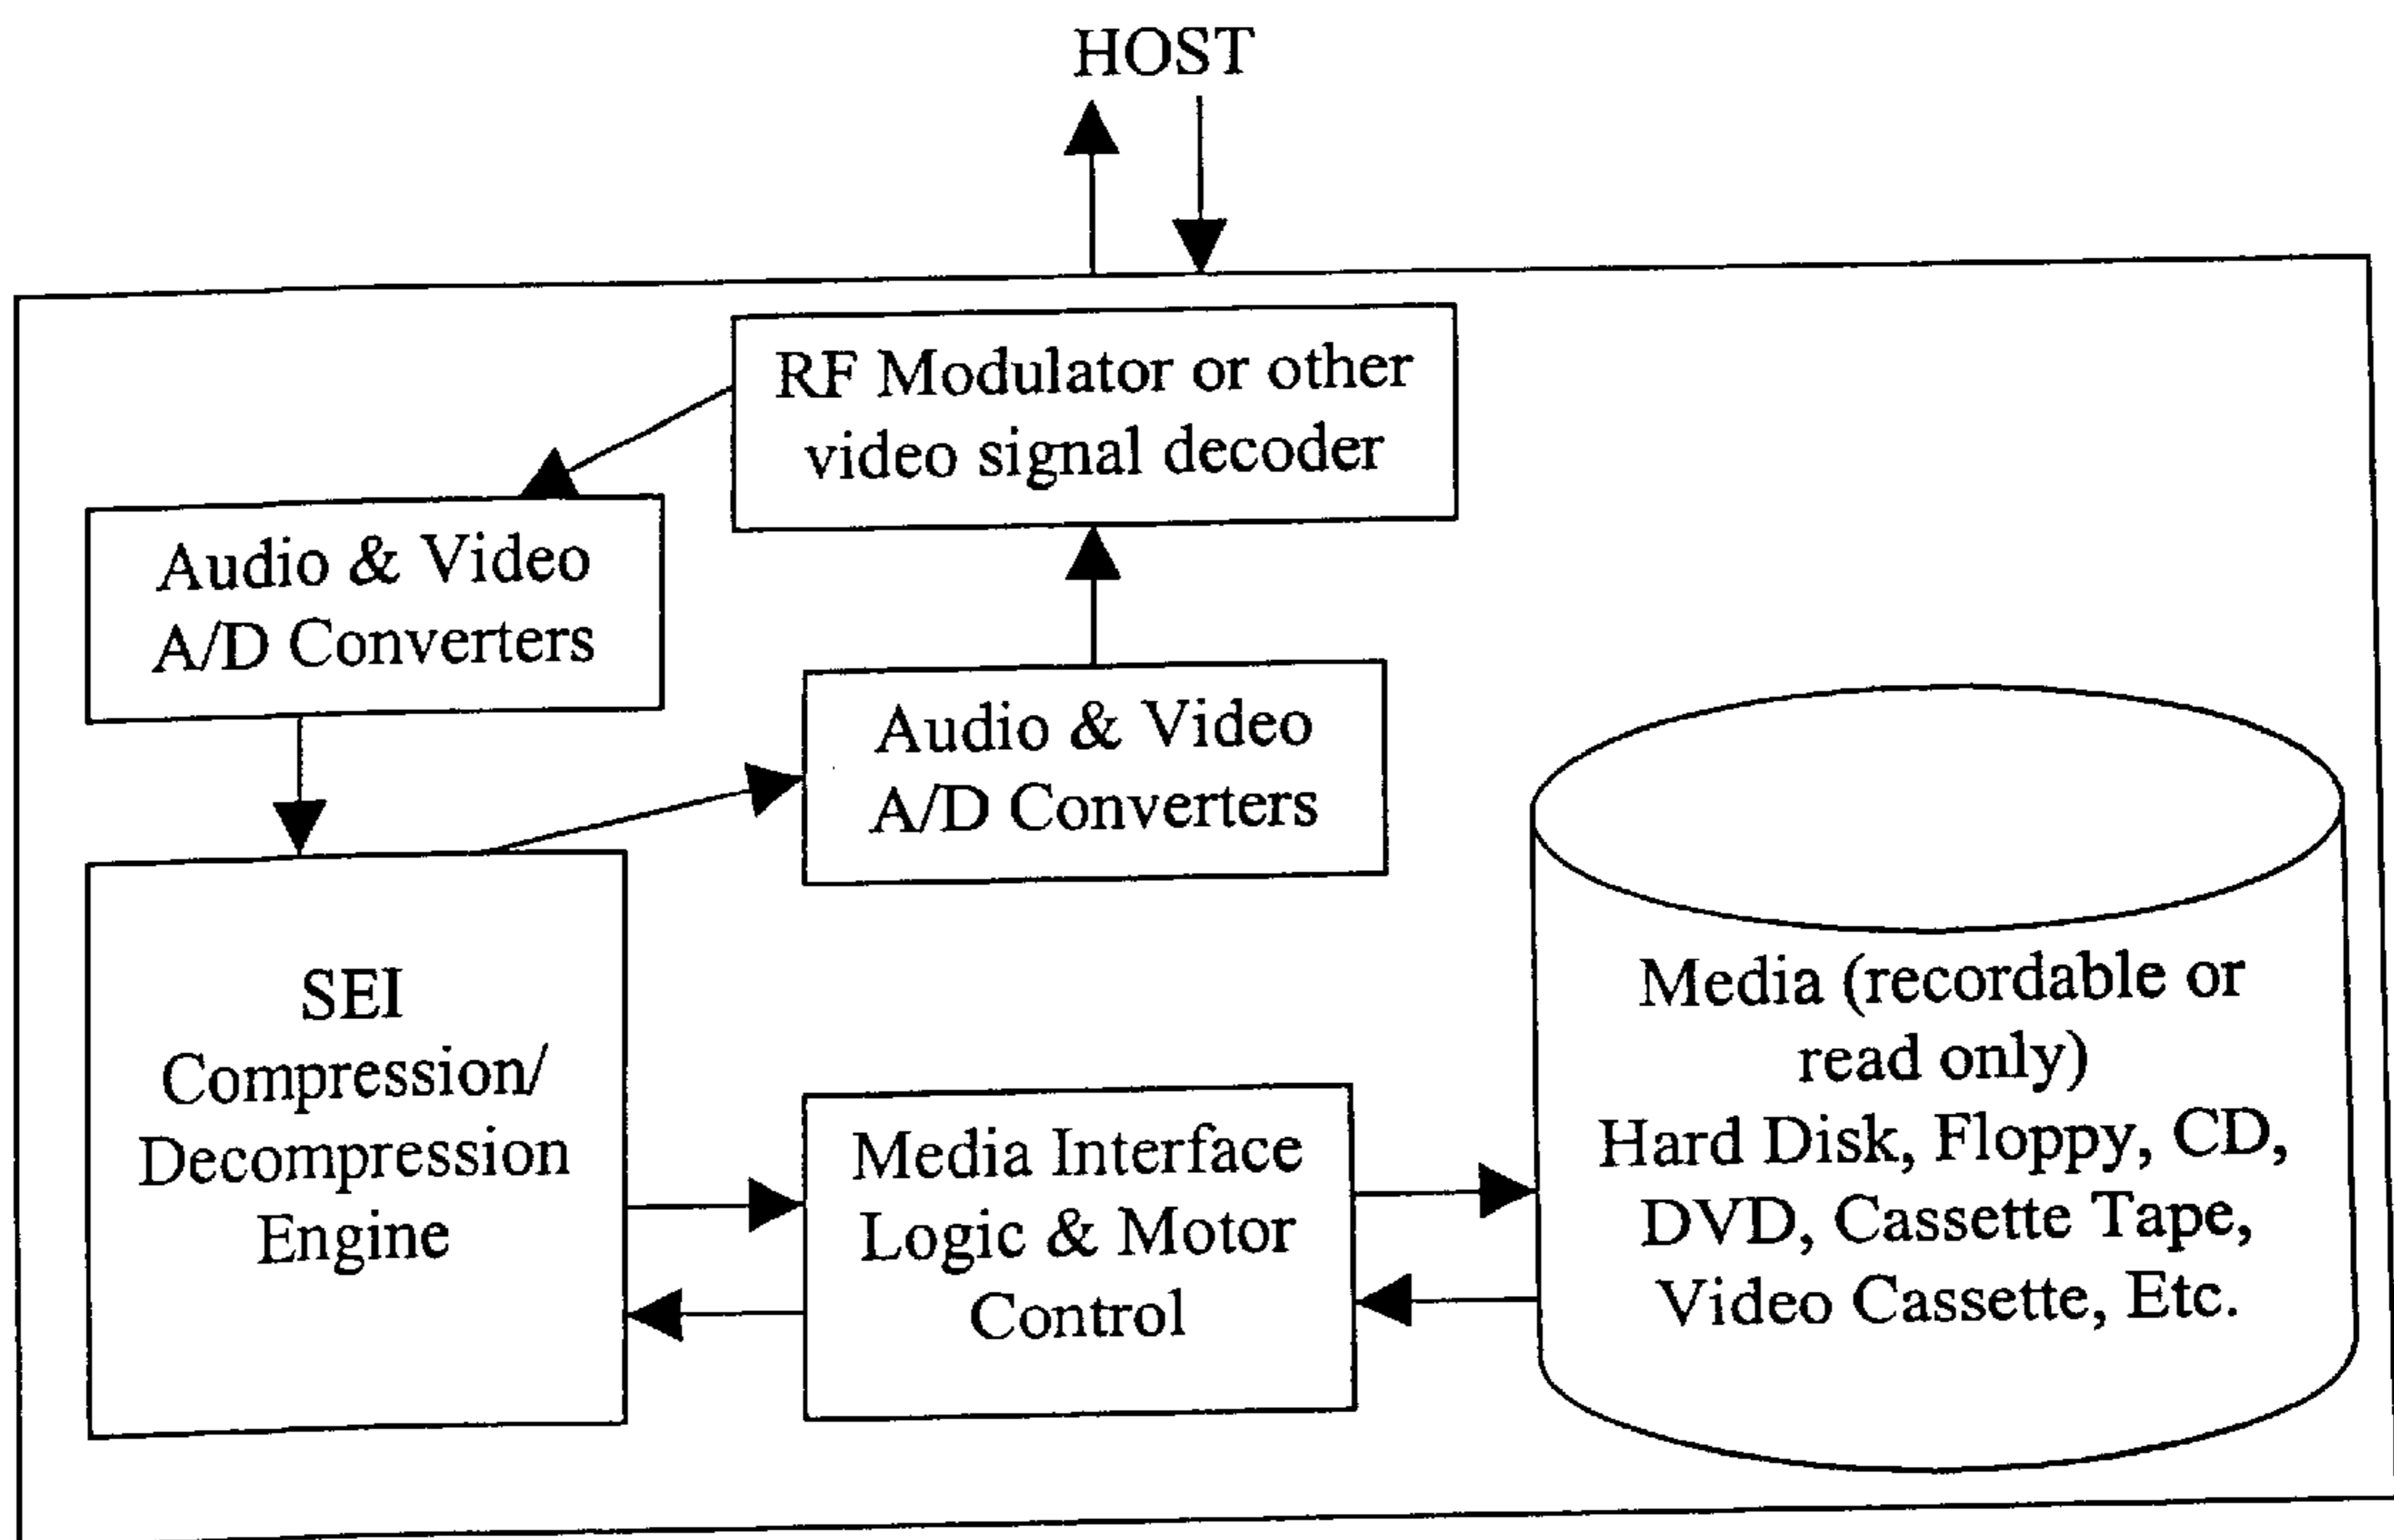 HOST
RF Modulator or other
video signal decoder
Audio & Video
A/D Converters
Audio & Video
A/D Converters
SEI
Compression/
Decompression
Engine
Media Interface
Logic & Motor
Control
Media (recordable or
read only)
Hard Disk, Floppy, CD,
DVD, Cassette Tape,
Video Cassette, Etc.